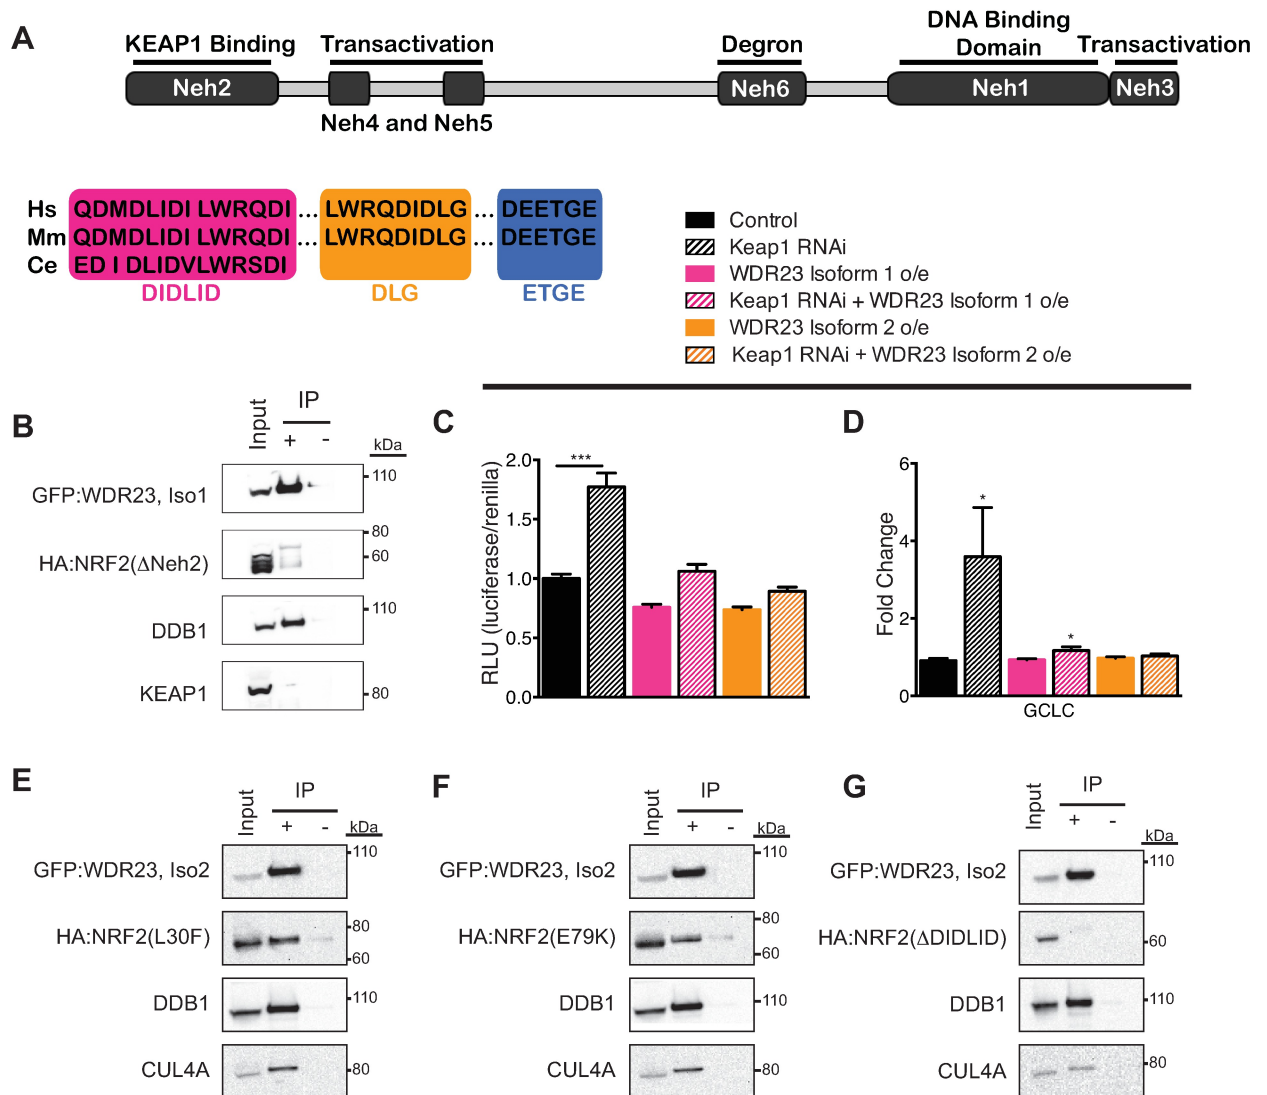 A
KEAP1 Binding
Transactivation
Degron
DNA Binding
Domain
Transactivation
Neh2
Neh6
Neh1
Neh3
Neh4 and Neh5
Hs QDMDLIDI LWRQDI ... LWRQDIDLG ... DEETGE
Mm QDMDLIDI LWRQDI ... LWRQDIDLG ... DEETGE
Ce ED I DLIDVLWRSDI
DIDLID DLG ETGE
Control
Keap1 RNAi
WDR23 Isoform 1 o/e
Keap1 RNAi + WDR23 Isoform 1 o/e
WDR23 Isoform 2 o/e
Keap1 RNAi + WDR23 Isoform 2 o/e
B
Input
IP
+ -
kDa
GFP:WDR23, Iso1
110
HA:NRF2(ΔNeh2)
80
60
DDB1
110
KEAP1
80
C
RLU (luciferase/renilla)
2.0
1.5
1.0
0.5
0.0
***
D
Fold Change
6
4
2
0
*
*
GCLC
E
Input
IP
+ -
kDa
GFP:WDR23, Iso2
110
HA:NRF2(L30F)
80
60
DDB1
110
CUL4A
80
F
Input
IP
+ -
kDa
GFP:WDR23, Iso2
110
HA:NRF2(E79K)
80
60
DDB1
110
CUL4A
80
G
Input
IP
+ -
kDa
GFP:WDR23, Iso2
110
HA:NRF2(ΔDIDLID)
60
DDB1
110
CUL4A
80